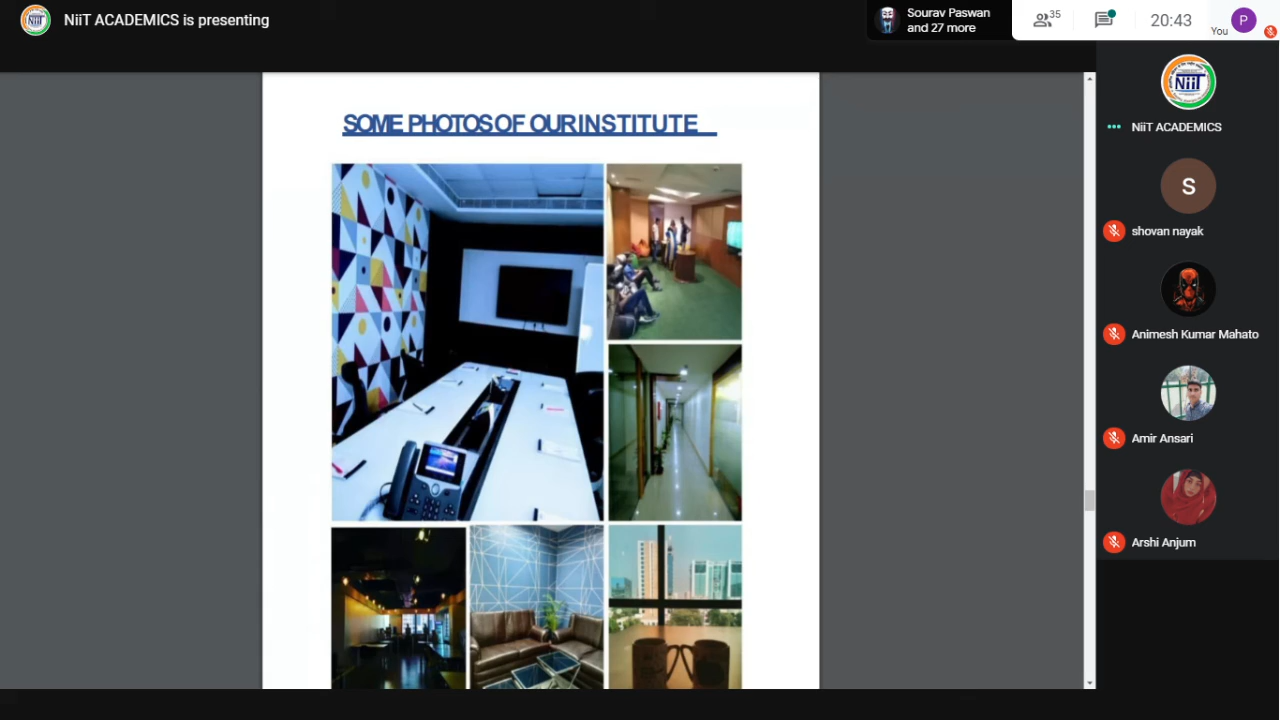 NiiT ACADEMICS is presenting
Sourav Paswan
and 27 more
35
20:43
You
P
SOME PHOTOS OF OUR INSTITUTE
NiiT
NiiT ACADEMICS
S
shovan nayak
Animesh Kumar Mahato
Amir Ansari
Arshi Anjum